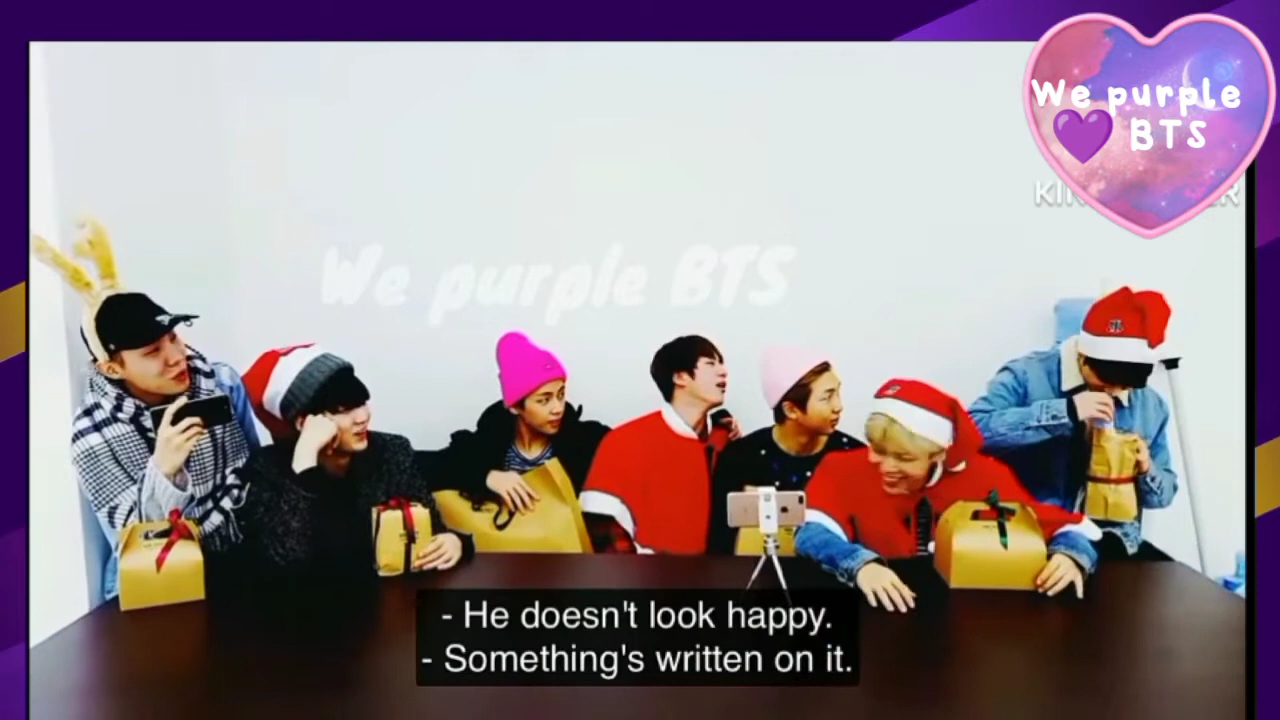 We purple
💜 BTS
We purple BTS
- He doesn't look happy.
- Something's written on it.